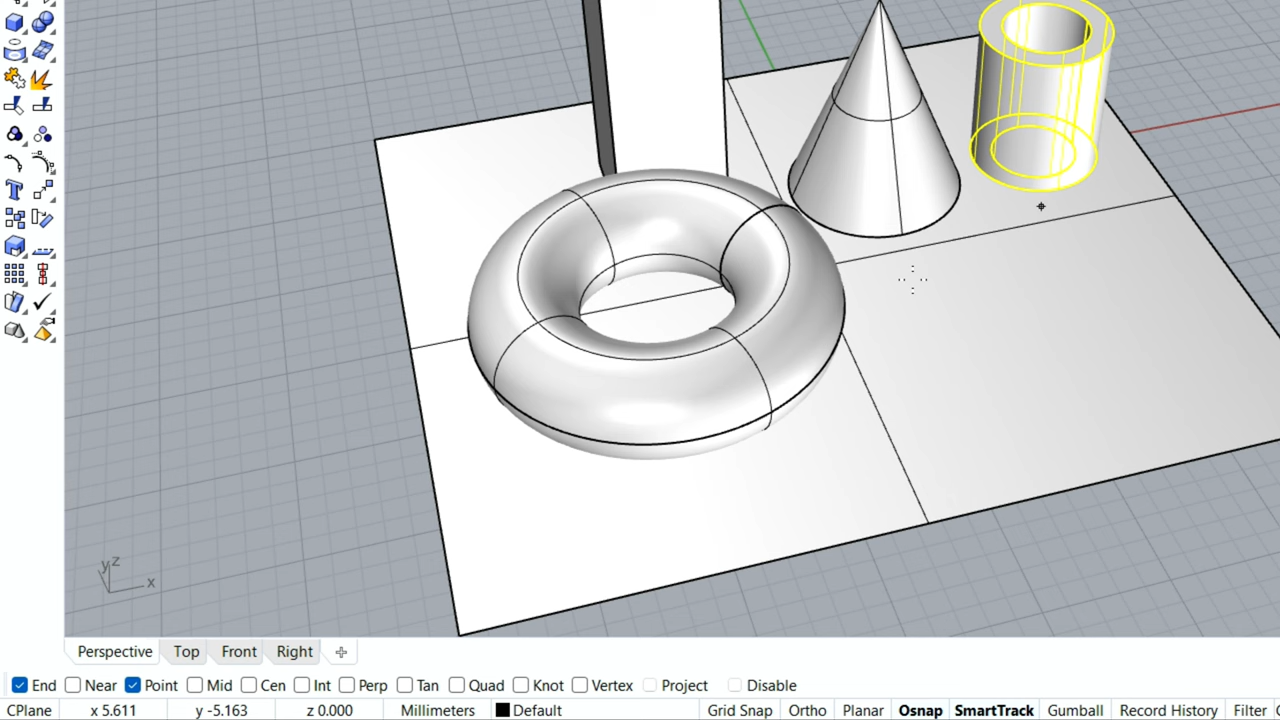 z
y
x
Perspective Top Front Right
End Near Point Mid Cen Int Perp Tan Quad Knot Vertex Project Disable
CPlane x 5.611 y -5.163 z 0.000 Millimeters Default Grid Snap Ortho Planar Osnap SmartTrack Gumball Record History Filter